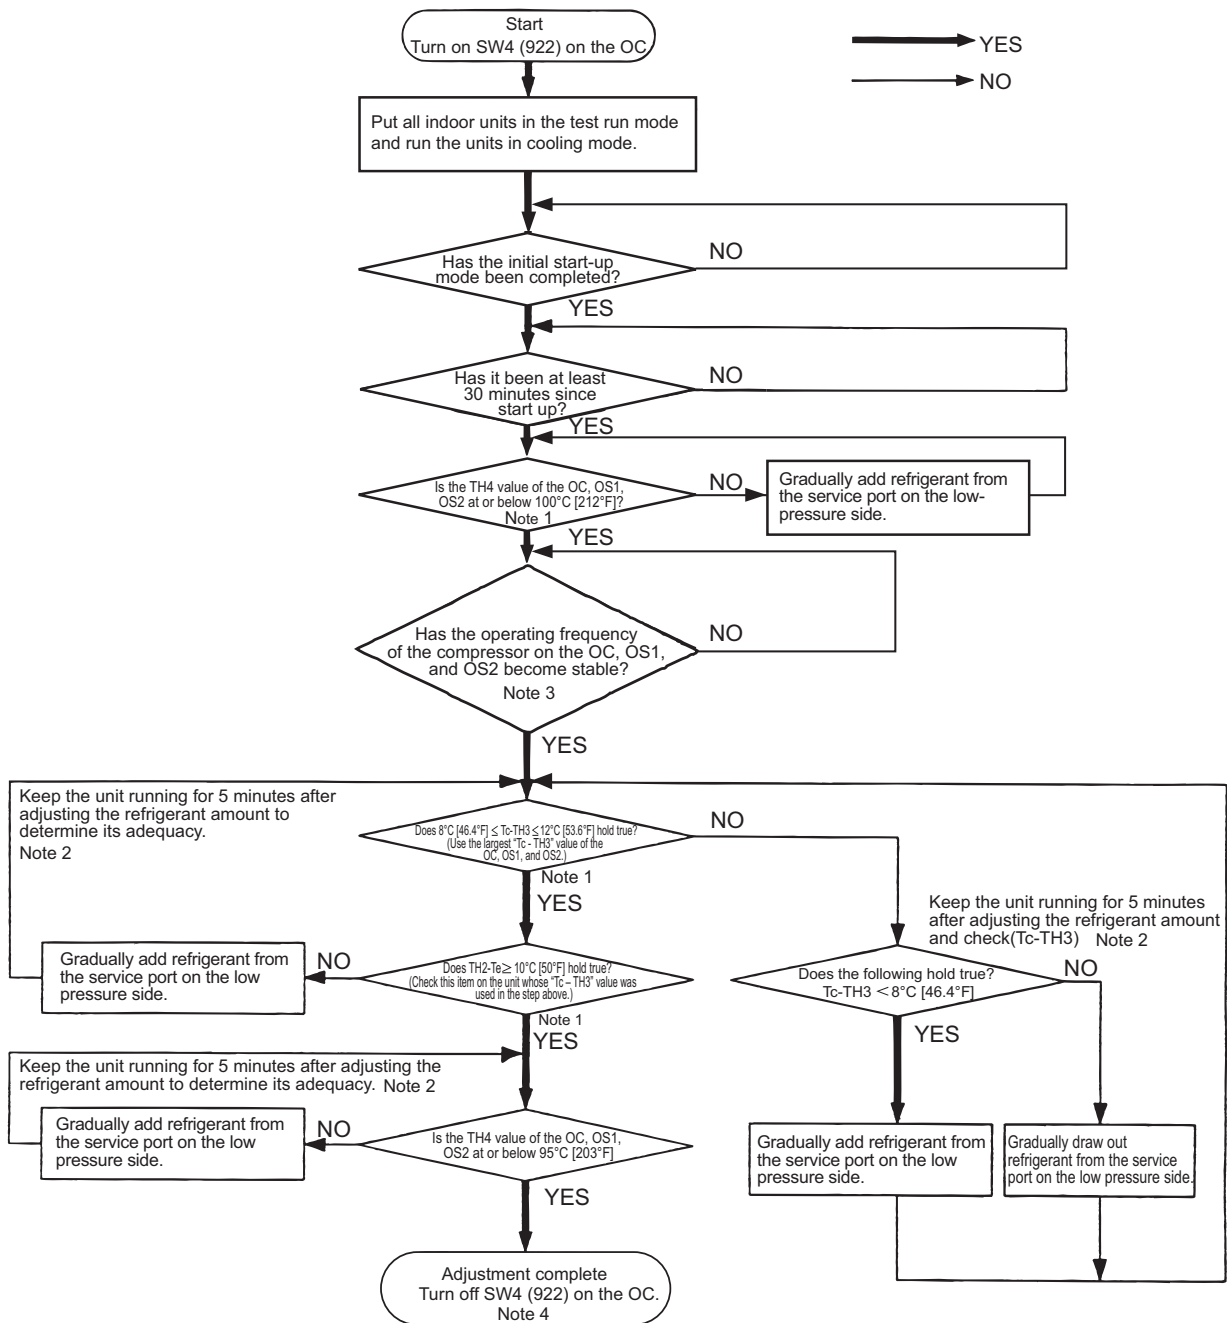 Start
Turn on SW4 (922) on the OC.
YES
NO
Put all indoor units in the test run mode
and run the units in cooling mode.
Has the initial start-up
mode been completed?
NO
YES
Has it been at least
30 minutes since
start up?
NO
YES
Is the TH4 value of the OC, OS1,
OS2 at or below 100°C [212°F]?
Note 1
NO
Gradually add refrigerant from
the service port on the low-
pressure side.
YES
Has the operating frequency
of the compressor on the OC, OS1,
and OS2 become stable?
Note 3
NO
YES
Keep the unit running for 5 minutes after
adjusting the refrigerant amount to
determine its adequacy.
Note 2
Does 8°C [46.4°F] ≤ Tc-TH3 ≤12°C [53.6°F] hold true?
(Use the largest “Tc - TH3” value of the
OC, OS1, and OS2.)
Note 1
NO
YES
Keep the unit running for 5 minutes
after adjusting the refrigerant amount
and check(Tc-TH3) Note 2
Gradually add refrigerant from
the service port on the low
pressure side.
NO
Does TH2-Te≥ 10°C [50°F] hold true?
(Check this item on the unit whose “Tc – TH3” value was
used in the step above.)
Note 1
YES
Does the following hold true?
Tc-TH3 <8°C [46.4°F]
NO
YES
Keep the unit running for 5 minutes after adjusting the
refrigerant amount to determine its adequacy. Note 2
Gradually add refrigerant from
the service port on the low
pressure side.
NO
Is the TH4 value of the OC, OS1,
OS2 at or below 95°C [203°F]
YES
Gradually add refrigerant from
the service port on the low
pressure side.
Gradually draw out
refrigerant from the service
port on the low pressure side.
Adjustment complete
Turn off SW4 (922) on the OC.
Note 4